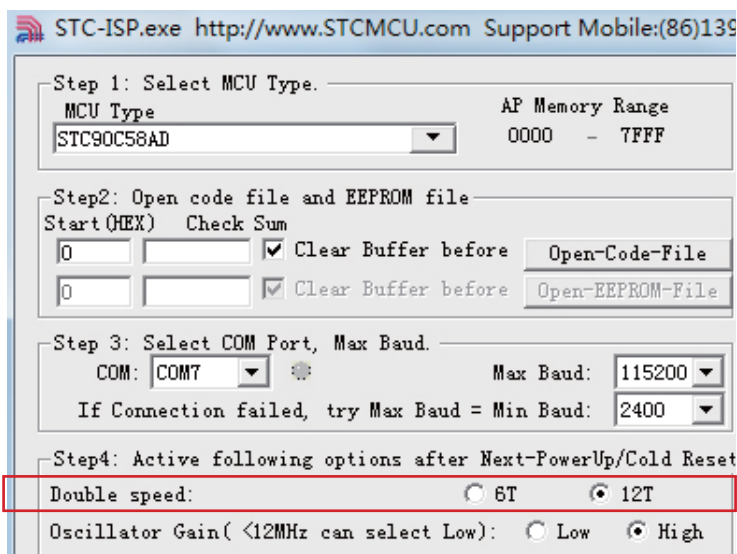 STC-ISP.exe http://www.STCMCU.com Support Mobile:(86)139
Step 1: Select MCU Type.
MCU Type AP Memory Range
STC90C58AD 0000 - 7FFF
Step2: Open code file and EEPROM file
Start(HEX) Check Sum
0 Clear Buffer before Open-Code-File
0 Clear Buffer before Open-EEPROM-File
Step 3: Select COM Port, Max Baud.
COM: COM7 Max Baud: 115200
If Connection failed, try Max Baud = Min Baud: 2400
Step4: Active following options after Next-PowerUp/Cold Reset
Double speed: 6T 12T
Oscillator Gain( <12MHz can select Low): Low High